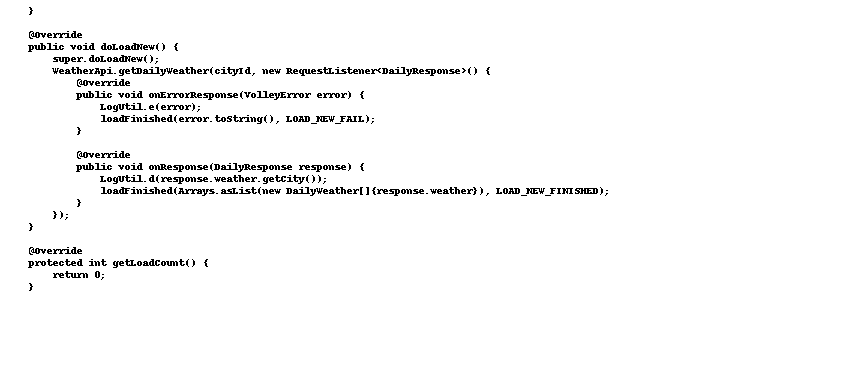 }
@Override
public void doLoadNew() {
super.doLoadNew();
WeatherApi.getDailyWeather(cityId, new RequestListener<DailyResponse>() {
@Override
public void onErrorResponse(VolleyError error) {
LogUtil.e(error);
loadFinished(error.toString(), LOAD_NEW_FAIL);
}
@Override
public void onResponse(DailyResponse response) {
LogUtil.d(response.weather.getCity());
loadFinished(Arrays.asList(new DailyWeather[]{response.weather}), LOAD_NEW_FINISHED);
}
});
}
@Override
protected int getLoadCount() {
return 0;
}